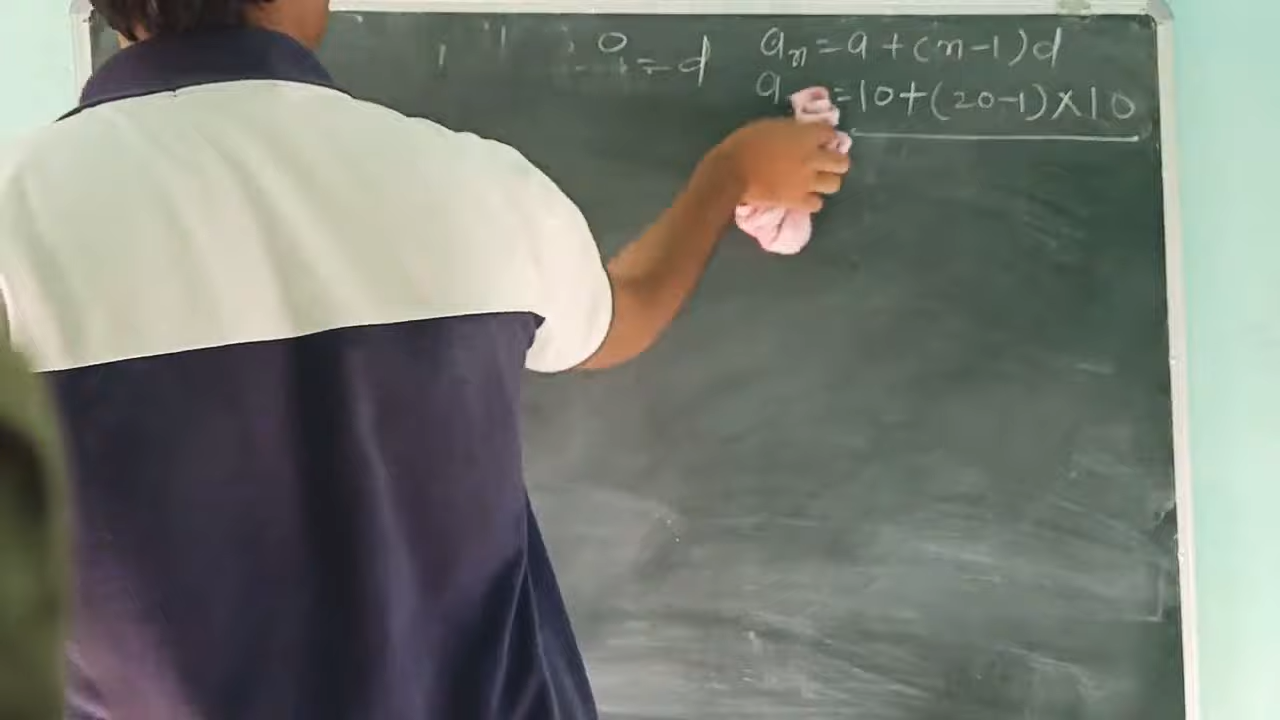 = d
aₙ = a + (n-1)d
a = 10 + (20-1) × 10